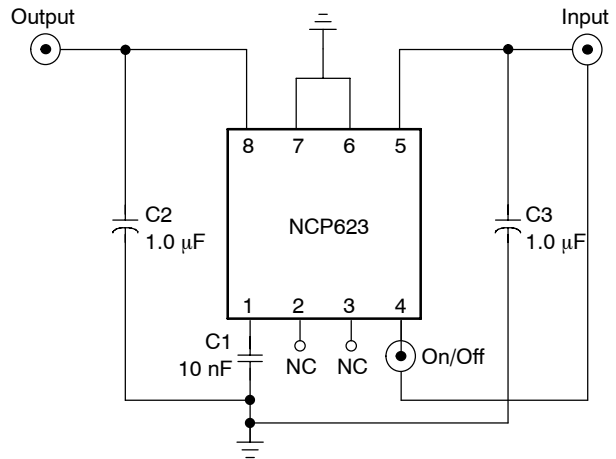 Output
Input
8 7 6 5
C2
1.0 μF
NCP623
C3
1.0 μF
1 2 3 4
C1
10 nF
NC NC
On/Off